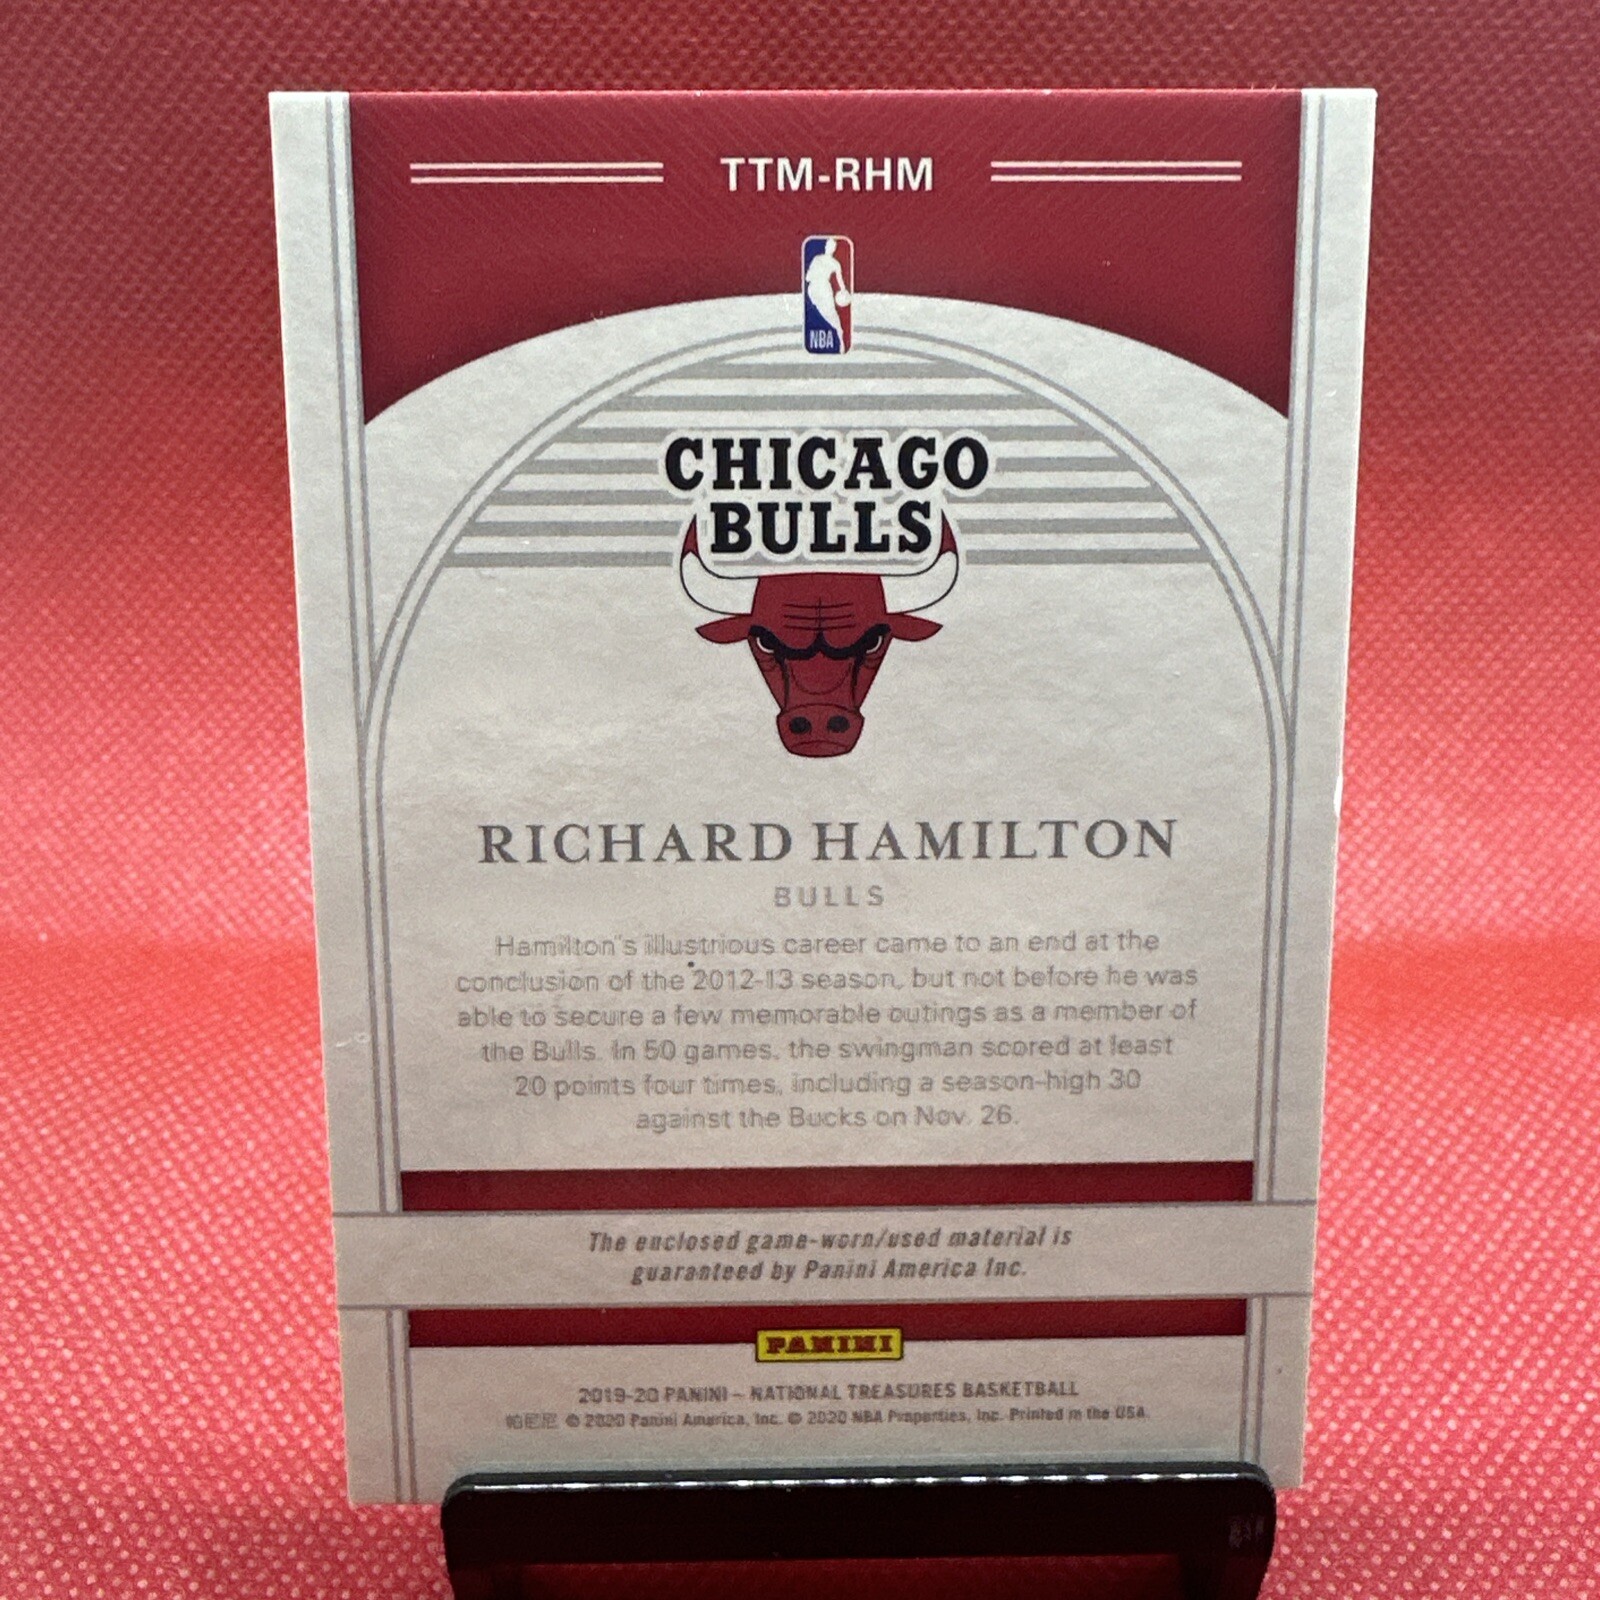 TTM-RHM
NBA
CHICAGO
BULLS
RICHARD HAMILTON
BULLS
Hamilton's illustrious career came to an end at the
conclusion of the 2012-13 season, but not before he was
able to secure a few memorable outings as a member of
the Bulls. In 50 games, the swingman scored at least
20 points four times, including a season-high 30
against the Bucks on Nov. 26.
The enclosed game-worn/used material is
guaranteed by Panini America Inc.
PANINI
2019-20 PANINI – NATIONAL TREASURES BASKETBALL
帕尼尼 © 2020 Panini America, Inc. © 2020 NBA Properties, Inc. Printed in the USA.